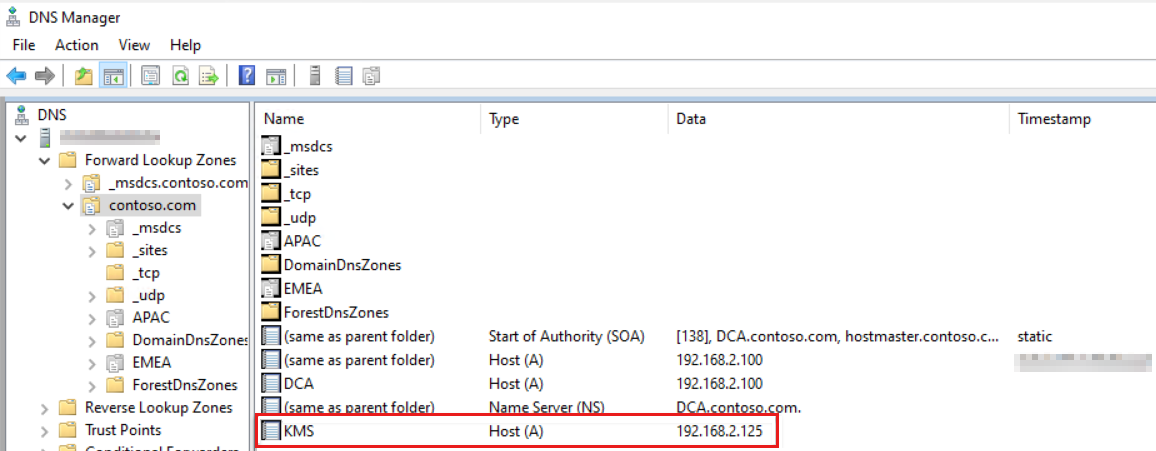 DNS Manager
File Action View Help
DNS
Forward Lookup Zones
_msdcs.contoso.com
contoso.com
_msdcs
_sites
_tcp
_udp
APAC
DomainDnsZones
EMEA
ForestDnsZones
Reverse Lookup Zones
Trust Points
Conditional Forwarders
Name Type Data Timestamp
_msdcs
_sites
_tcp
_udp
APAC
DomainDnsZones
EMEA
ForestDnsZones
(same as parent folder) Start of Authority (SOA) [138], DCA.contoso.com, hostmaster.contoso.c... static
(same as parent folder) Host (A) 192.168.2.100
DCA Host (A) 192.168.2.100
(same as parent folder) Name Server (NS) DCA.contoso.com.
KMS Host (A) 192.168.2.125